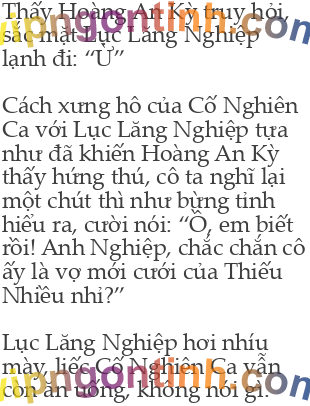 Thấy Hoàng An Kỳ truy hỏi,
sắc mặt Lục Lăng Nghiệp
lạnh đi: “Ừ”
Cách xưng hô của Cố Nghiên
Ca với Lục Lăng Nghiệp tựa
như đã khiến Hoàng An Kỳ
thấy hứng thú, cô ta nghĩ lại
một chút thì như bừng tỉnh
hiểu ra, cười nói: “Ồ, em biết
rồi! Anh Nghiệp, chắc chắn cô
ấy là vợ mới cưới của Thiếu
Nhiều nhỉ?”
Lục Lăng Nghiệp hơi nhíu
mày, liếc Cố Nghiên Ca vẫn
còn ăn uống, không nói gì.
vipngontinh.com
vipngontinh.com